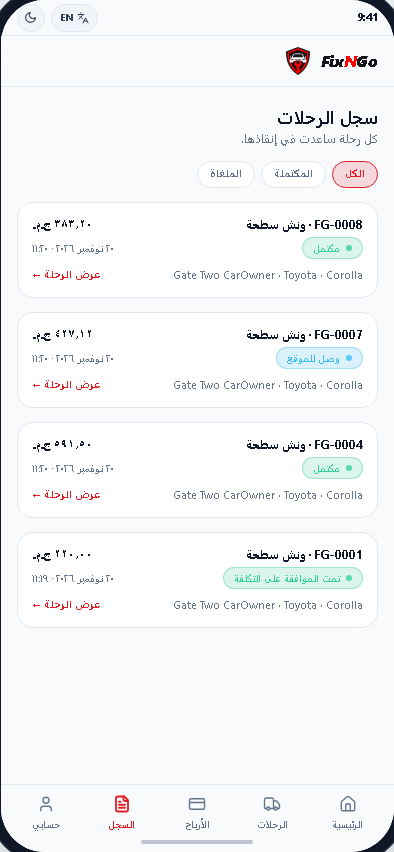 9:41
EN
FixNGo
سجل الرحلات
كل رحلة ساعدت في إنقاذها.
الكل
المكتملة
الملغاة
FG-0008 · ونش سطحة
٣٨٣٫٢٠ ج.م.
مكتمل
٢٠ نوفمبر ٢٠٢٦ · ١١:٢٠
Gate Two CarOwner · Toyota · Corolla
عرض الرحلة ←
FG-0007 · ونش سطحة
٤٢٧٫١٢ ج.م.
وصل للموقع
٢٠ نوفمبر ٢٠٢٦ · ١١:٢٠
Gate Two CarOwner · Toyota · Corolla
عرض الرحلة ←
FG-0004 · ونش سطحة
٥٩١٫٥٠ ج.م.
مكتمل
٢٠ نوفمبر ٢٠٢٦ · ١١:٢٠
Gate Two CarOwner · Toyota · Corolla
عرض الرحلة ←
FG-0001 · ونش سطحة
٢٢٠٫٠٠ ج.م.
تمت الموافقة على التكلفة
٢٠ نوفمبر ٢٠٢٦ · ١١:١٩
Gate Two CarOwner · Toyota · Corolla
عرض الرحلة ←
الرئيسية
الرحلات
الأرباح
السجل
حسابي